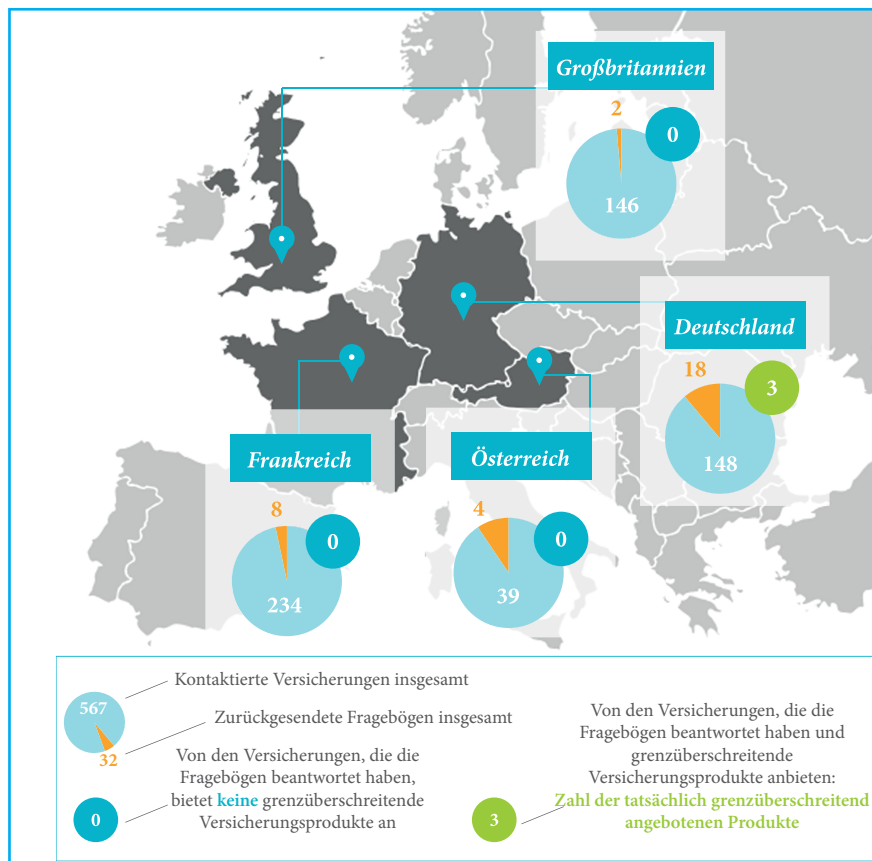 Großbritannien
2
0
146
Deutschland
18
3
148
Frankreich
8
0
234
Österreich
4
0
39
567
32
Kontaktierte Versicherungen insgesamt
Zurückgesendete Fragebögen insgesamt
0
Von den Versicherungen, die die
Fragebögen beantwortet haben,
bietet keine grenzüberschreitende
Versicherungsprodukte an
3
Von den Versicherungen, die die
Fragebögen beantwortet haben und
grenzüberschreitende
Versicherungsprodukte anbieten:
Zahl der tatsächlich grenzüberschreitend
angebotenen Produkte